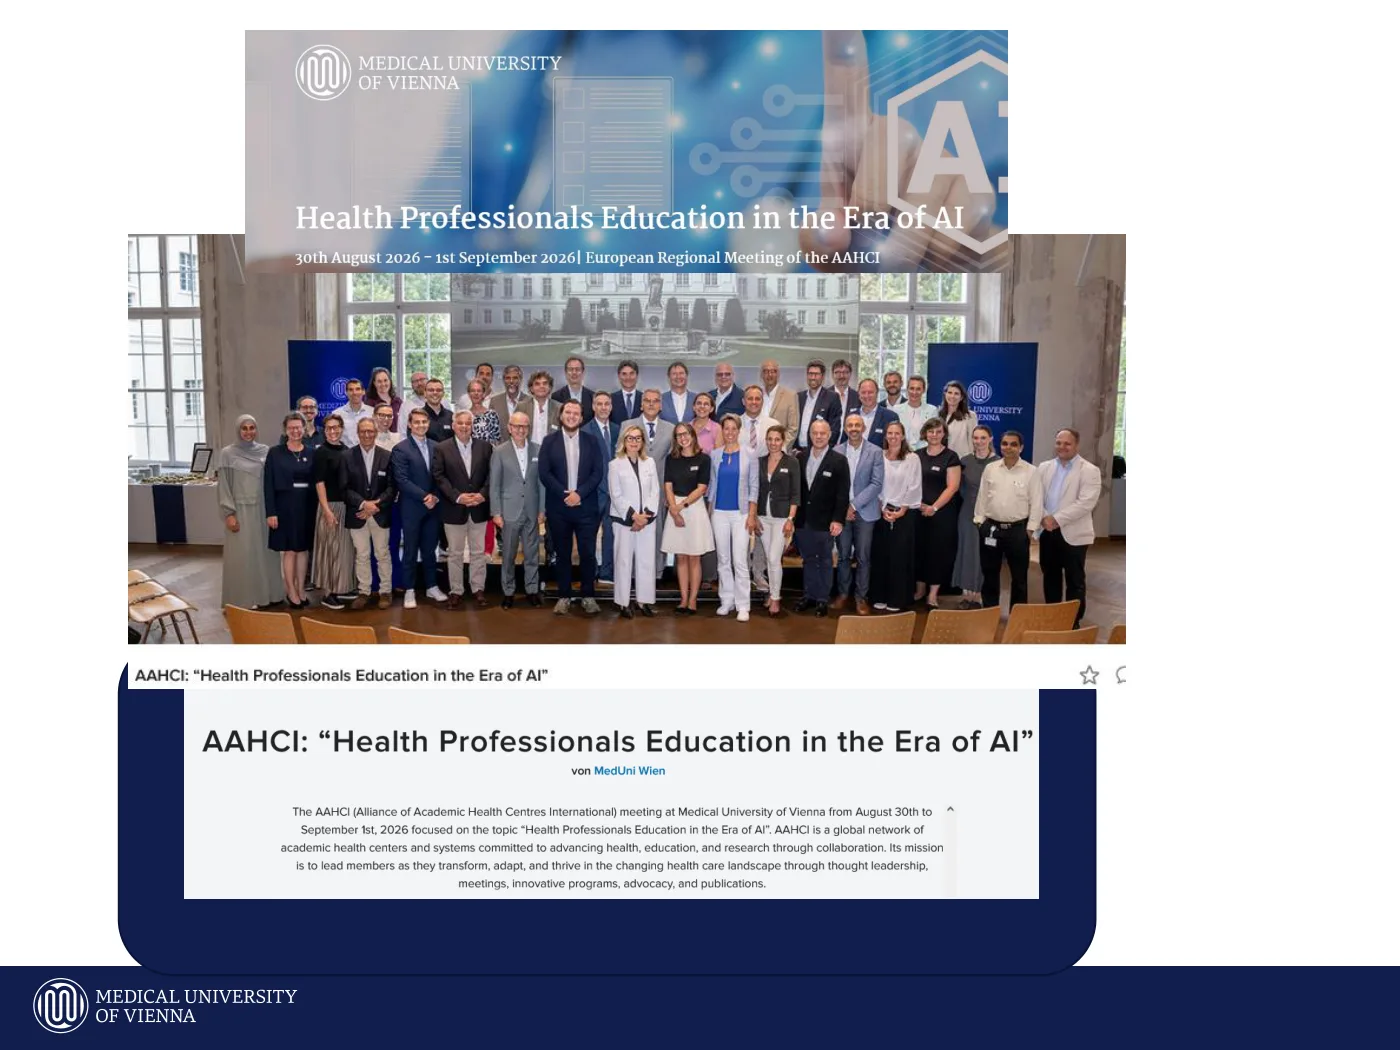 MEDICAL UNIVERSITY
OF VIENNA
Health Professionals Education in the Era of AI
30th August 2026 – 1st September 2026| European Regional Meeting of the AAHCI
UNIVERSITY
VIENNA
AAHCI: “Health Professionals Education in the Era of AI”
AAHCI: “Health Professionals Education in the Era of AI”
von MedUni Wien
The AAHCI (Alliance of Academic Health Centres International) meeting at Medical University of Vienna from August 30th to
September 1st, 2026 focused on the topic “Health Professionals Education in the Era of AI”. AAHCI is a global network of
academic health centers and systems committed to advancing health, education, and research through collaboration. Its mission
is to lead members as they transform, adapt, and thrive in the changing health care landscape through thought leadership,
meetings, innovative programs, advocacy, and publications.
MEDICAL UNIVERSITY
OF VIENNA